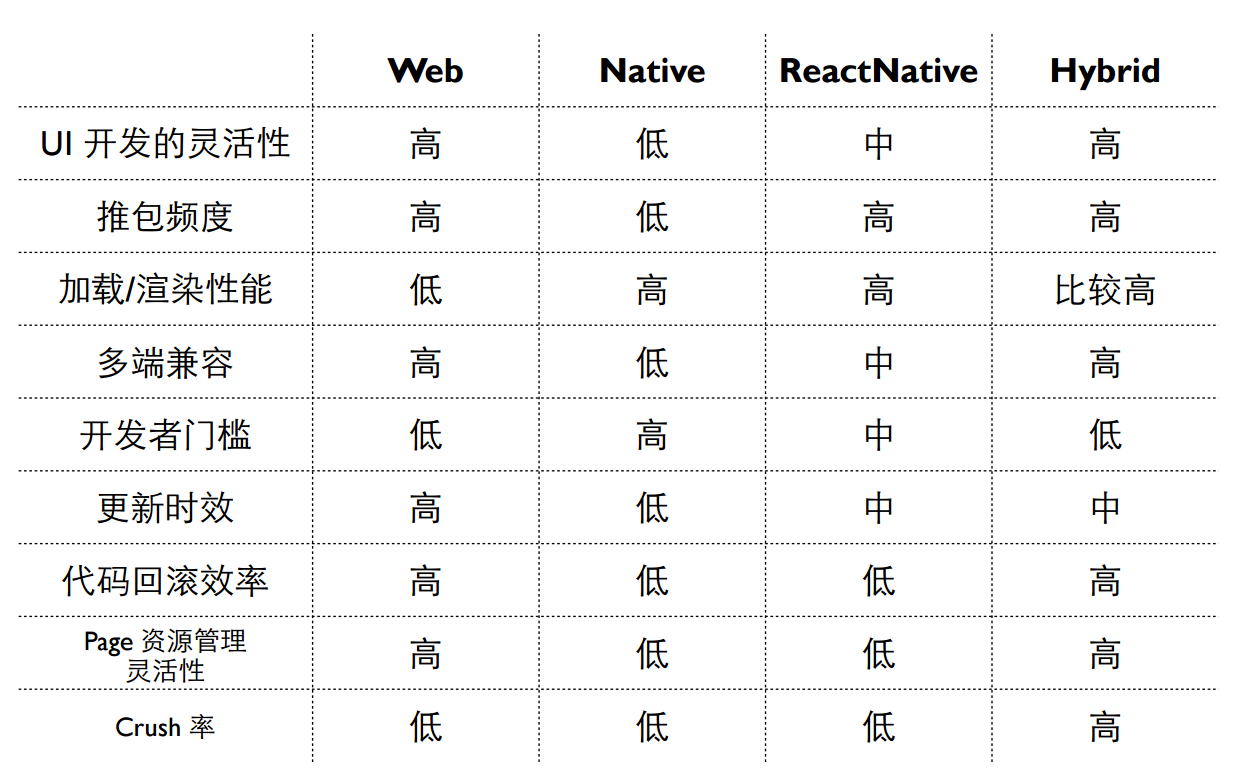 Web Native ReactNative Hybrid
UI 开发的灵活性 高 低 中 高
推包频度 高 低 高 高
加载/渲染性能 低 高 高 比较高
多端兼容 高 低 中 高
开发者门槛 低 高 中 低
更新时效 高 低 中 中
代码回滚效率 高 低 低 高
Page 资源管理
灵活性 高 低 低 高
Crush 率 低 低 低 高